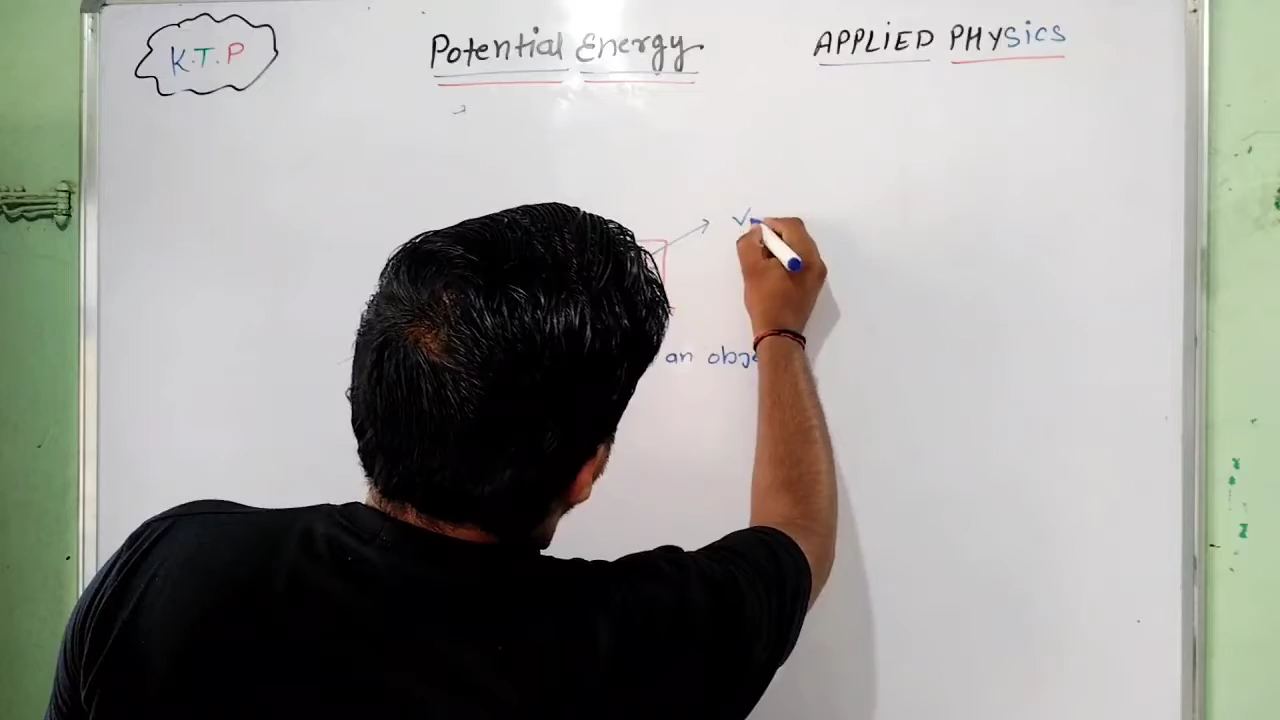 K.T.P
Potential Energy
APPLIED PHYSICS
an obje